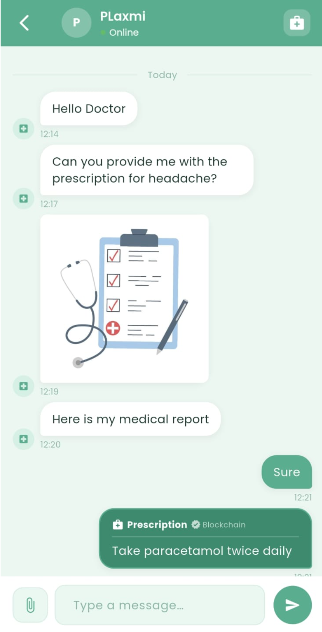 P
PLaxmi
Online
Today
Hello Doctor
12:14
Can you provide me with the
prescription for headache?
12:17
12:19
Here is my medical report
12:20
Sure
12:21
Prescription Blockchain
Take paracetamol twice daily
Type a message...